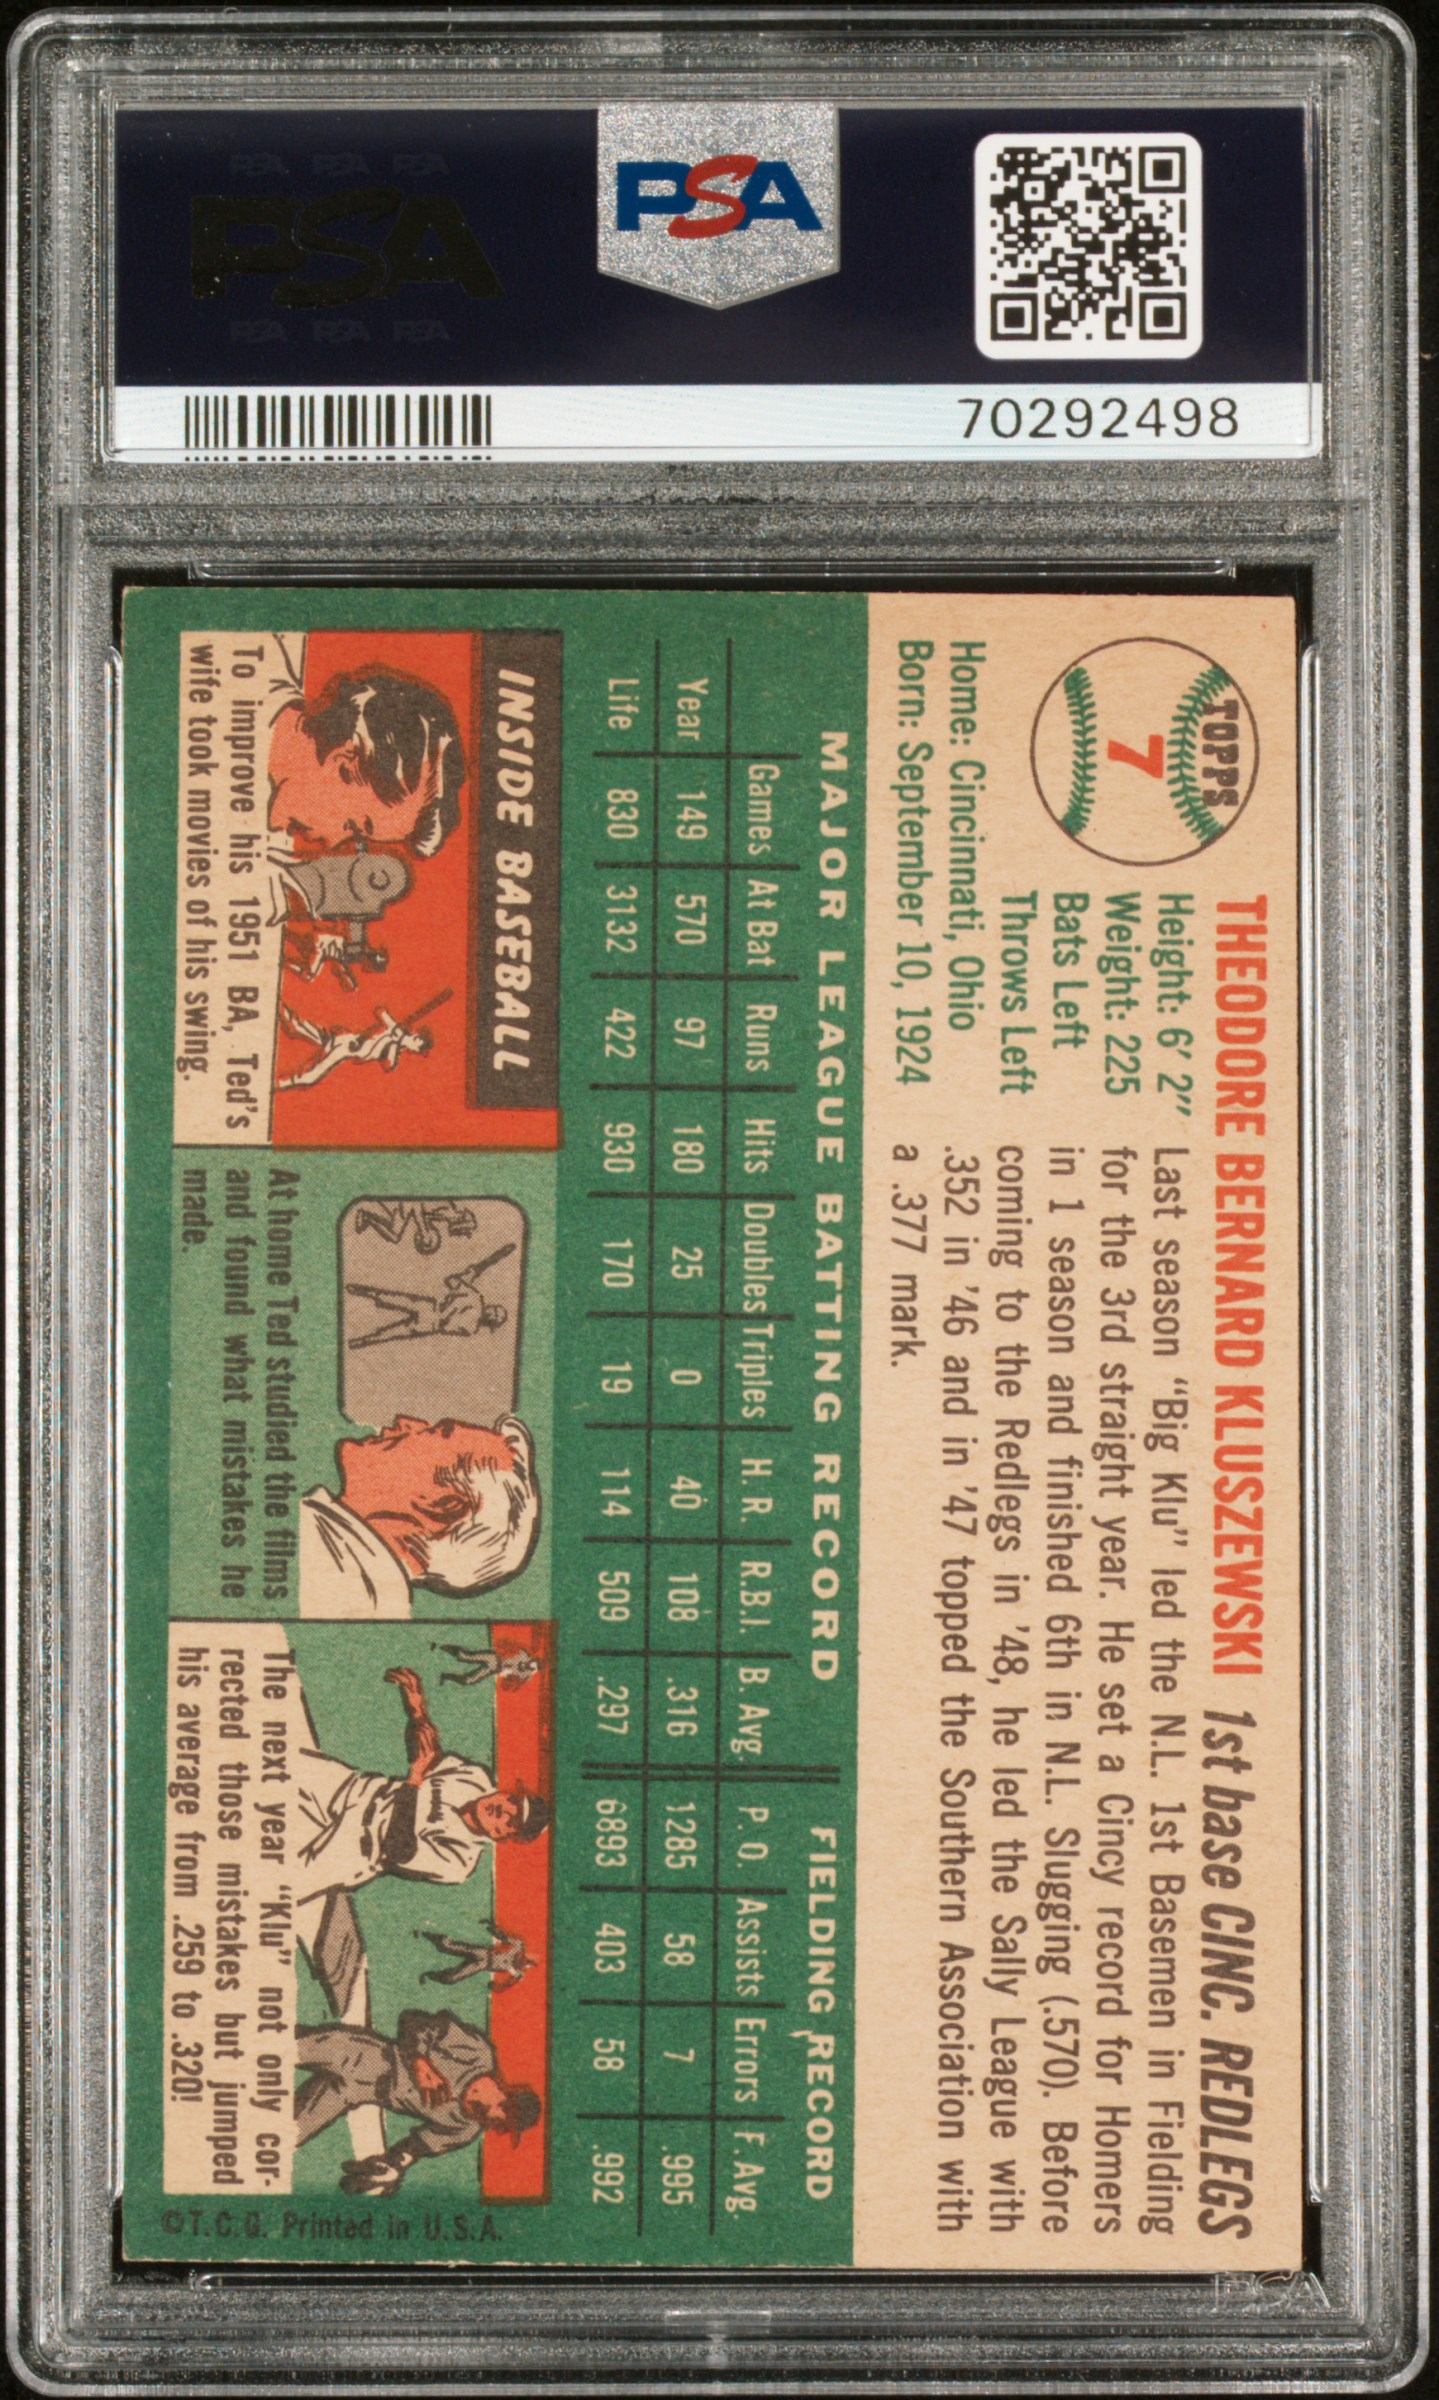 PSA PSA PSA
PSA
PSA PSA PSA
PSA
70292498
TOPPS
7
THEODORE BERNARD KLUSZEWSKI 1st base CINC. REDLEGS
Height: 6' 2"
Weight: 225
Bats Left
Throws Left
Home: Cincinnati, Ohio
Born: September 10, 1924
Last season "Big Klu" led the N.L. 1st Basemen in Fielding
for the 3rd straight year. He set a Cincy record for Homers
in 1 season and finished 6th in N.L. Slugging (.570). Before
coming to the Redlegs in '48, he led the Sally League with
.352 in '46 and in '47 topped the Southern Association with
a .377 mark.
MAJOR LEAGUE BATTING RECORD FIELDING RECORD
Games At Bat Runs Hits Doubles Triples H. R. R.B.I. B. Avg. P. O. Assists Errors F. Avg.
Year 149 570 97 180 25 0 40 108 .316 1285 58 7 .995
Life 830 3132 422 930 170 19 114 509 .297 6893 403 58 .992
INSIDE BASEBALL
To improve his 1951 BA, Ted's
wife took movies of his swing.
At home Ted studied the films
and found what mistakes he
made.
The next year "Klu" not only cor-
rected those mistakes but jumped
his average from .259 to .320!
©T.C.G. Printed in U.S.A.
PSA